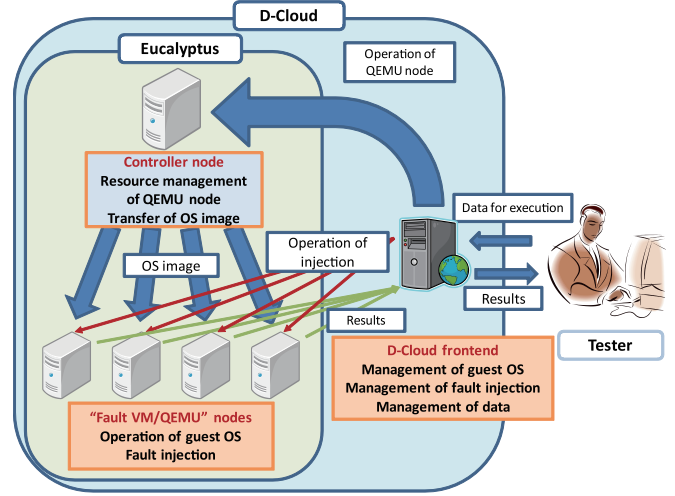 D-Cloud
Eucalyptus
Operation of
QEMU node
Controller node
Resource management
of QEMU node
Transfer of OS image
Data for execution
Operation of
injection
OS image
Results
Results
Tester
D-Cloud frontend
Management of guest OS
Management of fault injection
Management of data
“Fault VM/QEMU” nodes
Operation of guest OS
Fault injection